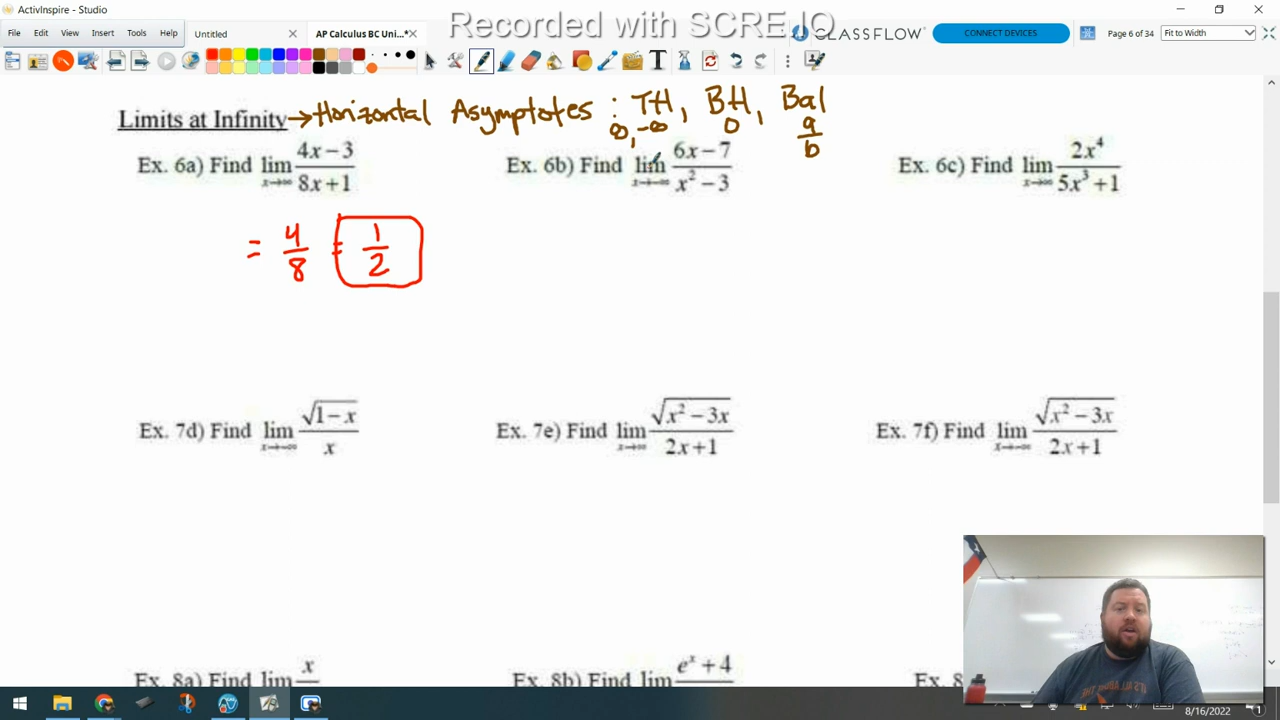 ActivInspire - Studio
Recorded with SCRE.IO
File Edit View Insert Tools Help
Untitled
AP Calculus BC Uni...*
CLASSFLOW
CONNECT DEVICES
Page 6 of 34
Fit to Width
Limits at Infinity → Horizontal Asymptotes : TH, BH, Bal
∞, -∞ 0 a/b
Ex. 6a) Find lim x→∞ (4x − 3)/(8x + 1)
Ex. 6b) Find lim x→−∞ (6x − 7)/(x² − 3)
Ex. 6c) Find lim x→∞ 2x⁴/(5x³ + 1)
= 4/8 = 1/2
Ex. 7d) Find lim x→−∞ √(1 − x)/x
Ex. 7e) Find lim x→∞ √(x² − 3x)/(2x + 1)
Ex. 7f) Find lim x→−∞ √(x² − 3x)/(2x + 1)
Ex. 8a) Find lim x
Ex. 8b) Find lim eˣ + 4
Ex. 8
8/16/2022